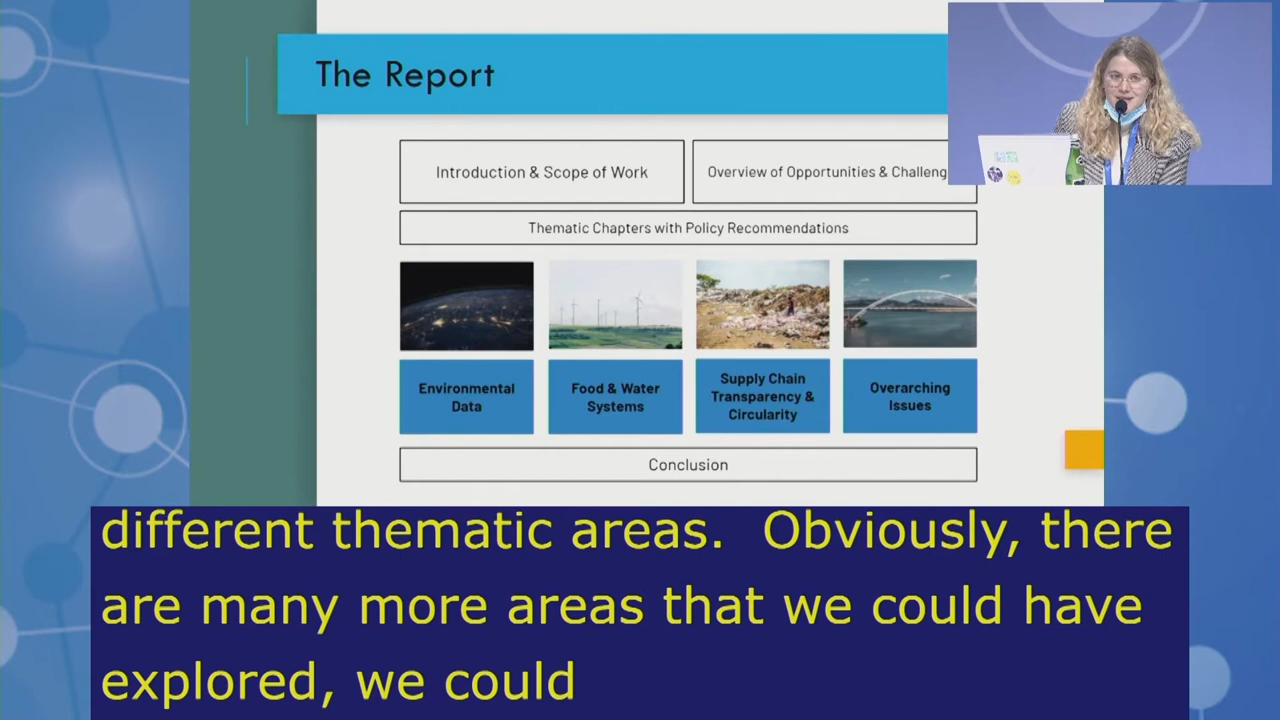 The Report
Introduction & Scope of Work
Overview of Opportunities & Challeng
Thematic Chapters with Policy Recommendations
Environmental
Data
Food & Water
Systems
Supply Chain
Transparency &
Circularity
Overarching
Issues
Conclusion
different thematic areas.  Obviously, there
are many more areas that we could have
explored, we could